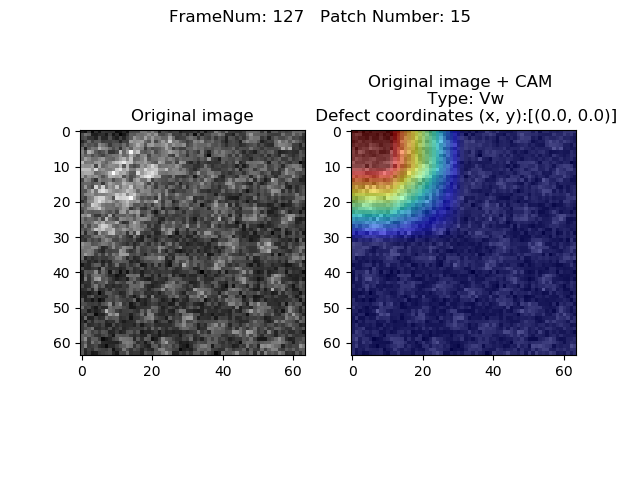 FrameNum: 127   Patch Number: 15
Original image
0
10
20
30
40
50
60
0 20 40 60
Original image + CAM
Type: Vw
Defect coordinates (x, y):[(0.0, 0.0)]
0
10
20
30
40
50
60
0 20 40 60